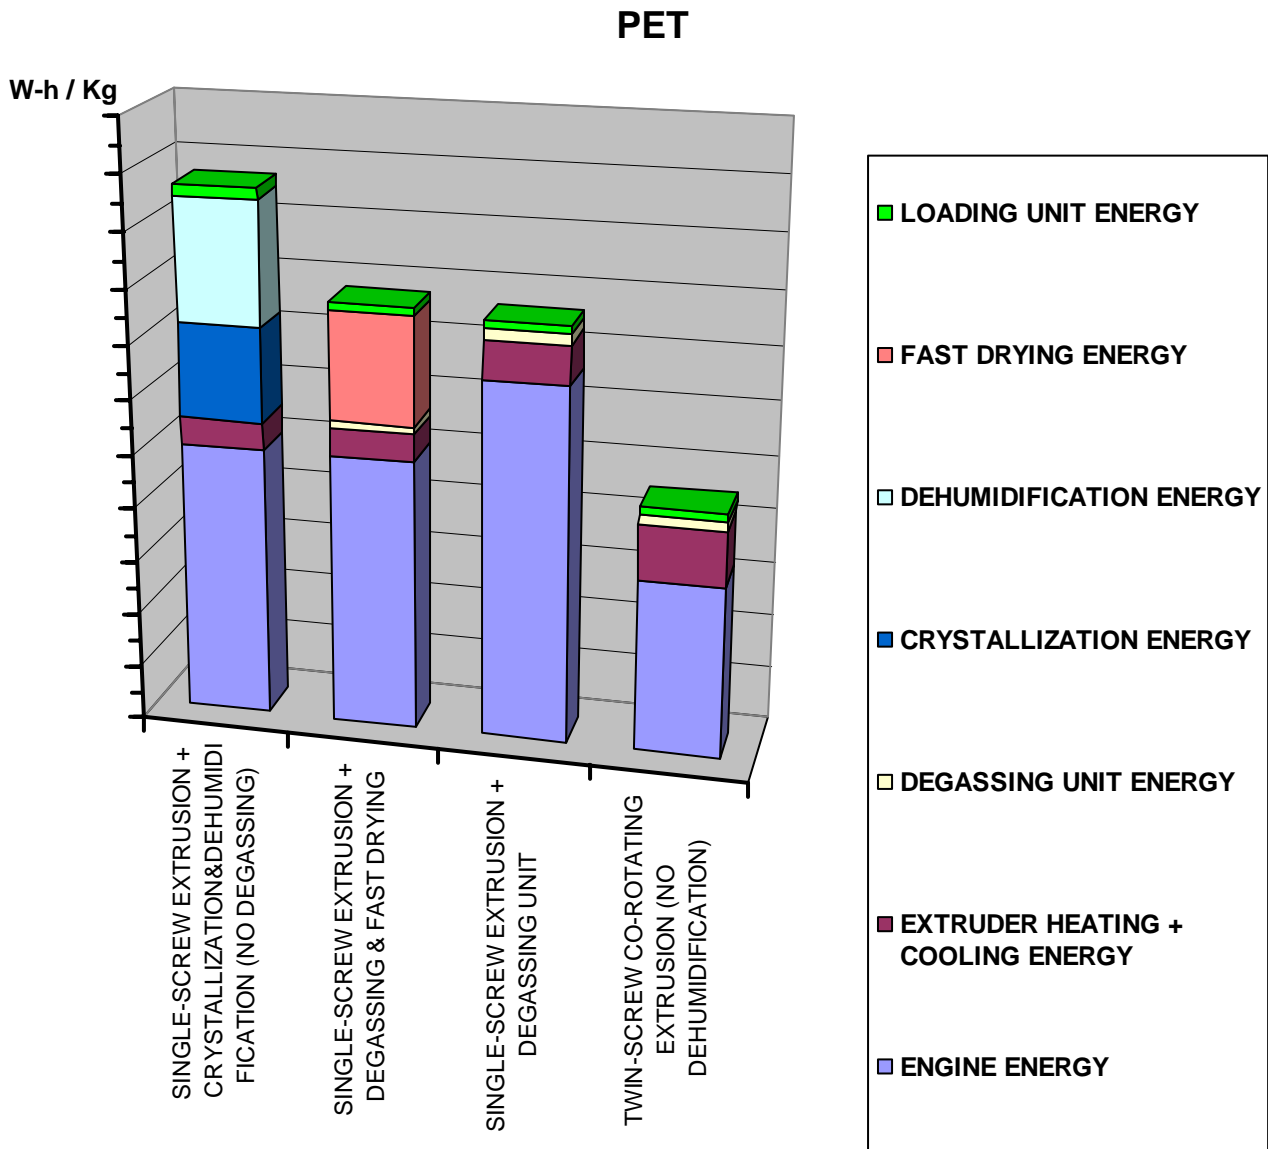 PET
W-h / Kg
SINGLE-SCREW EXTRUSION +
CRYSTALLIZATION&DEHUMIDI
FICATION (NO DEGASSING)
SINGLE-SCREW EXTRUSION +
DEGASSING & FAST DRYING
SINGLE-SCREW EXTRUSION +
DEGASSING UNIT
TWIN-SCREW CO-ROTATING
EXTRUSION (NO
DEHUMIDIFICATION)
LOADING UNIT ENERGY
FAST DRYING ENERGY
DEHUMIDIFICATION ENERGY
CRYSTALLIZATION ENERGY
DEGASSING UNIT ENERGY
EXTRUDER HEATING +
COOLING ENERGY
ENGINE ENERGY